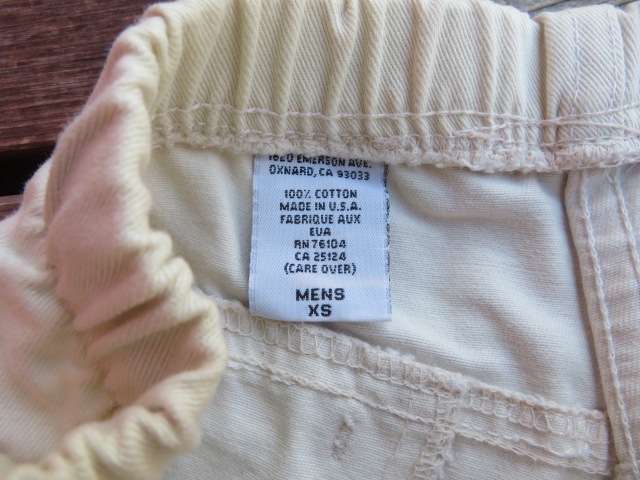 1620 EMERSON AVE.
OXNARD, CA 93033
100% COTTON
MADE IN U.S.A.
FABRIQUE AUX
EUA
RN 76104
CA 25124
(CARE OVER)
MENS
XS